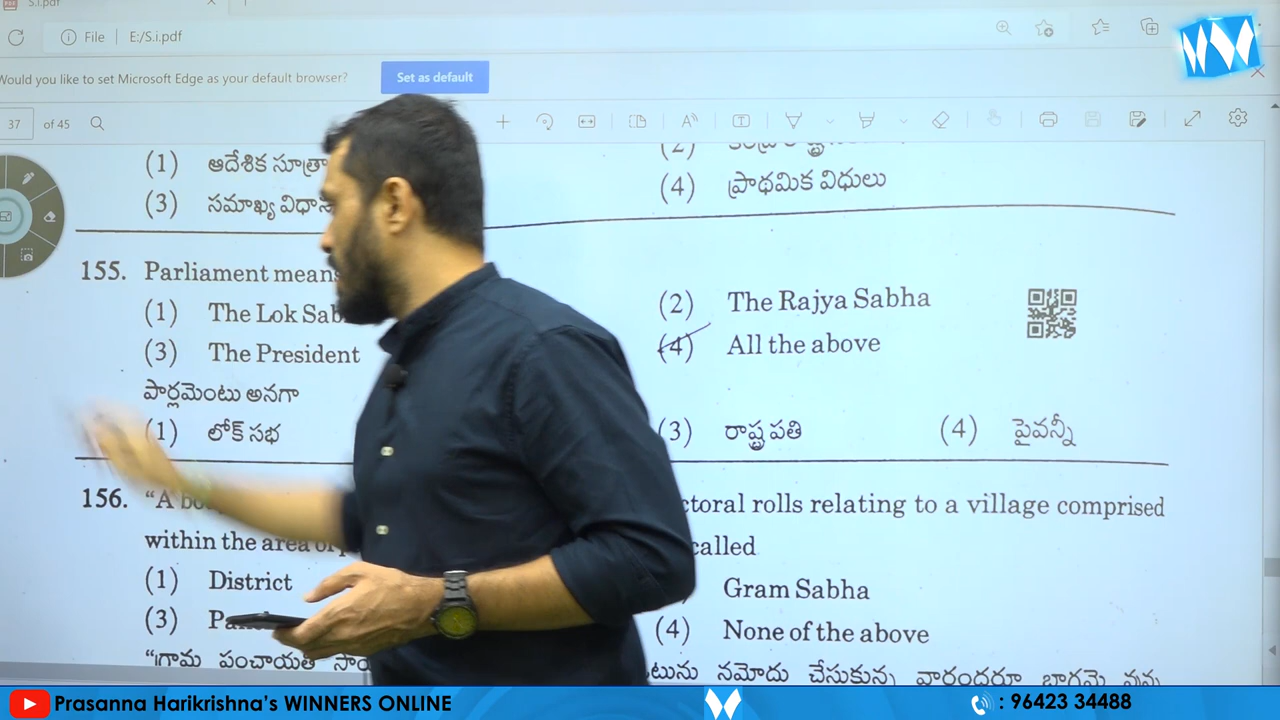 S.i.pdf
File E:/S.i.pdf
Would you like to set Microsoft Edge as your default browser? Set as default
37 of 45
(1) ఆదేశిక (2)
(3) సమాఖ్య (4) ప్రాథమిక విధులు
155. Parliament means
(1) The Lok (2) The Rajya Sabha
(3) The President (4) All the above
పార్లమెంటు అనగా
(1) లోక్ సభ (3) రాష్ట్రపతి (4) పైవన్నీ
156. “A electoral rolls relating to a village comprised
within the area called
(1) District Gram Sabha
(3) (4) None of the above
“గ్రామ పంచాయతీ నమోదు చేసుకున్న వారందరూ
Prasanna Harikrishna's WINNERS ONLINE : 96423 34488